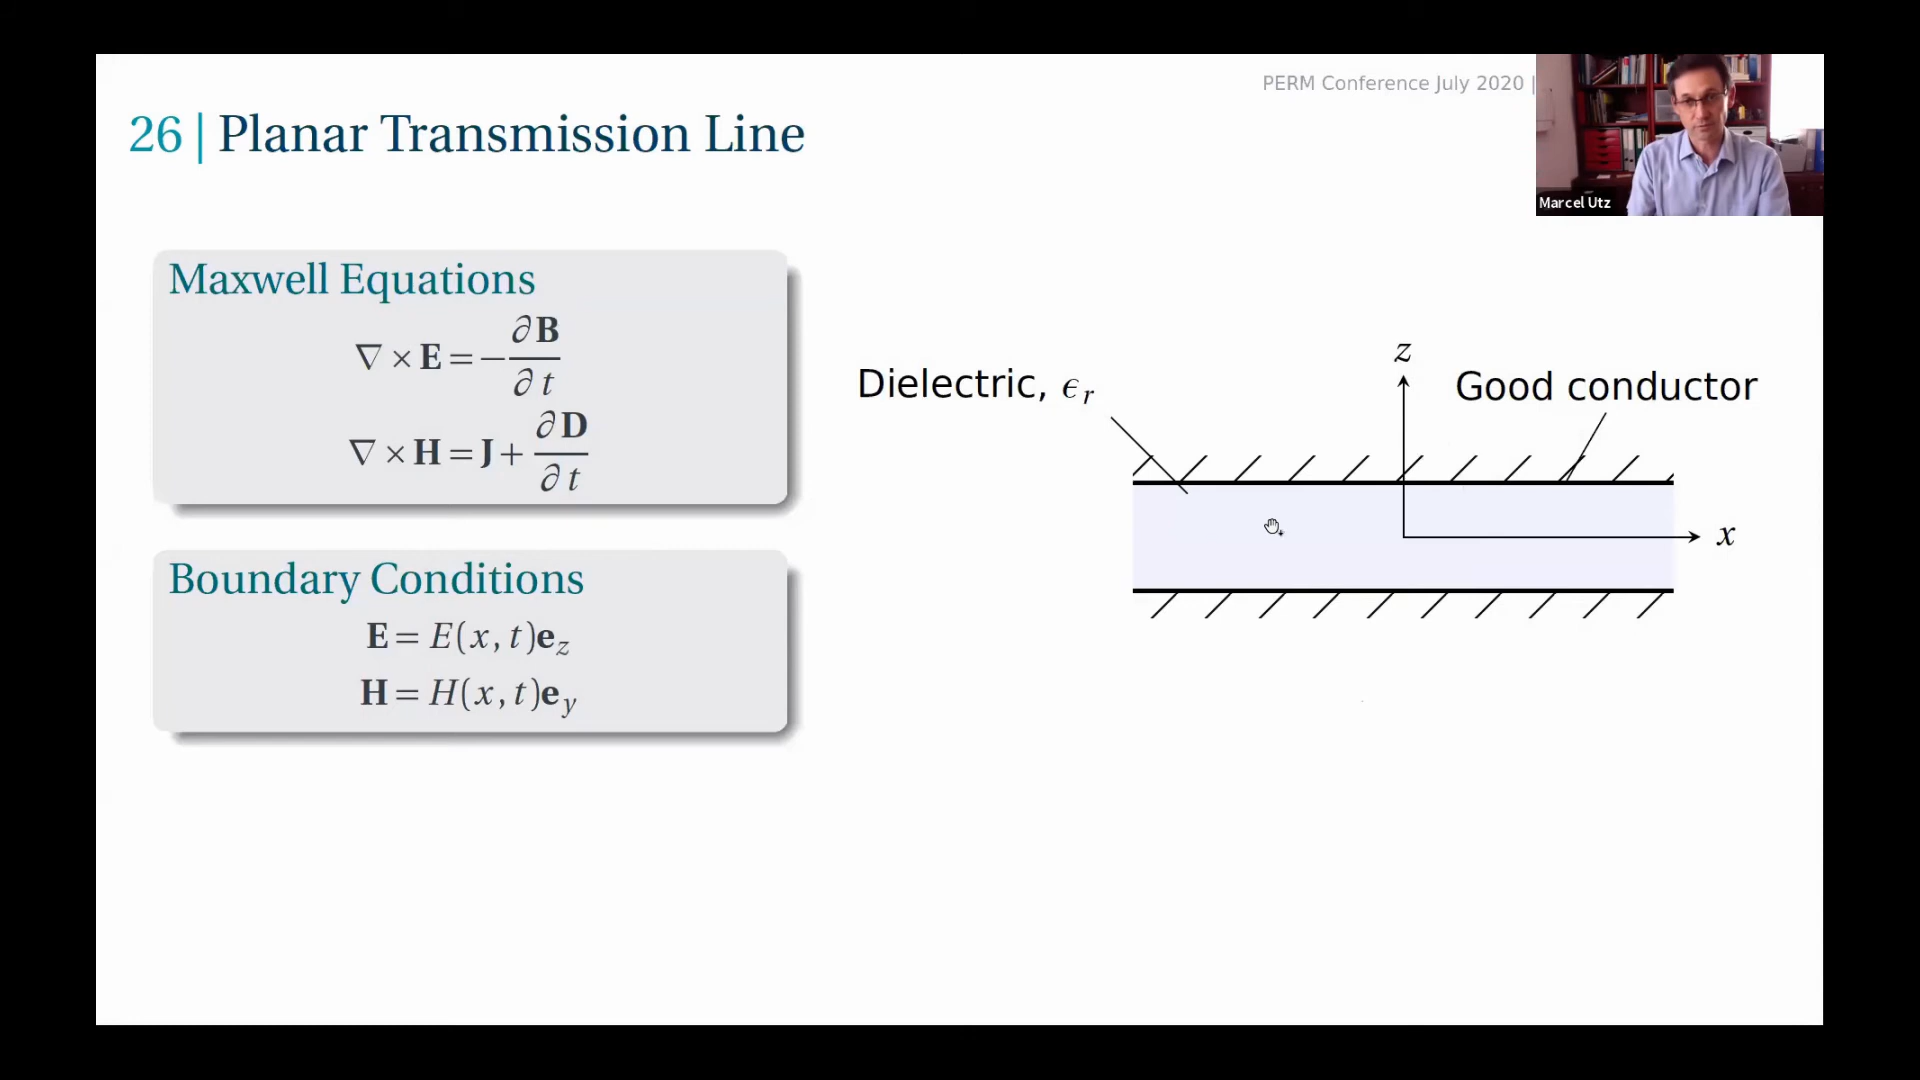 PERM Conference July 2020 |
26 | Planar Transmission Line
Marcel Utz
Maxwell Equations
∇ × E = − ∂B / ∂t
∇ × H = J + ∂D / ∂t
Boundary Conditions
E = E(x, t)e_z
H = H(x, t)e_y
z
Dielectric, ϵ_r
Good conductor
x